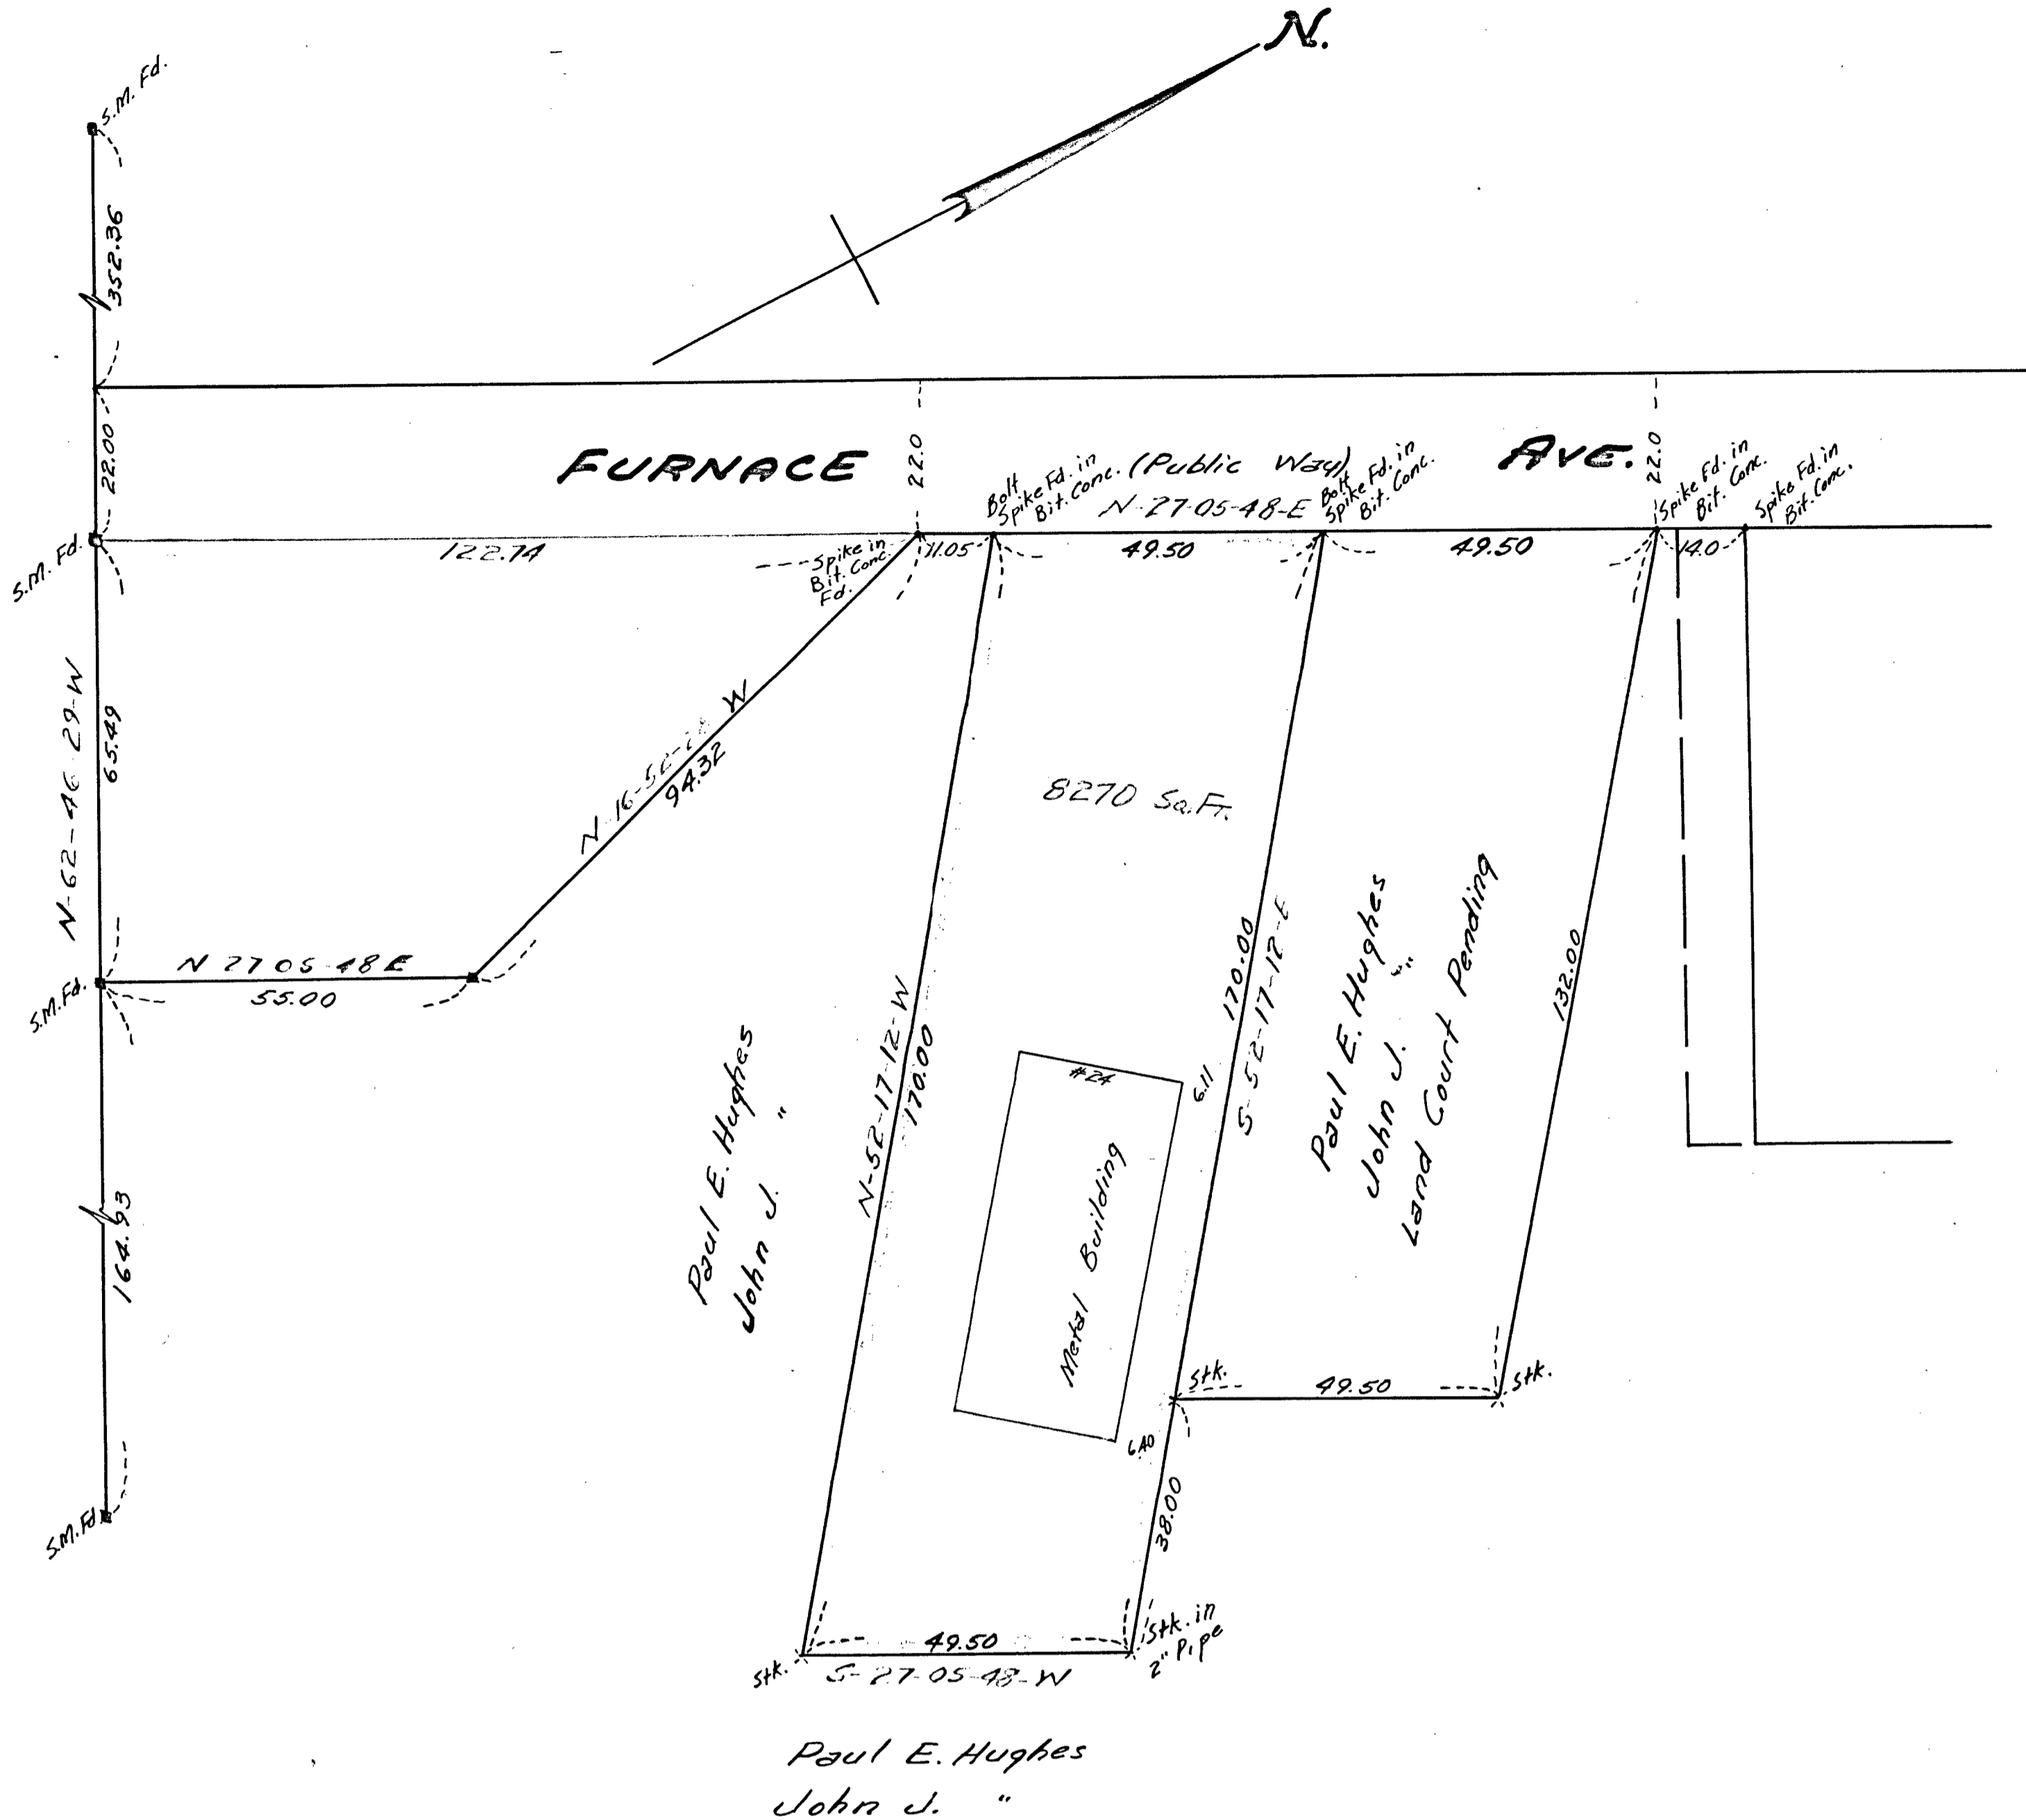 N.
S.M. Fd.
352.36
22.00
FURNACE AVE.
(Public Way)
22.0
22.0
N-27-05-48-E
Bolt
Spike Fd. in
Bit. Conc.
Bolt
Spike Fd. in
Bit. Conc.
Spike Fd. in
Bit. Conc.
Spike Fd. in
Bit. Conc.
S.M. Fd.
122.74
Spike in
Bit. Conc.
Fd.
11.05
49.50
49.50
14.0
N-62-46-29-W
65.49
N-16-52- W
94.32
8270 Sq.Ft.
S.M. Fd.
N 27 05 48 E
55.00
N-52-17-12-W
170.00
170.00
S-52-17-12-E
132.00
Paul E. Hughes
John J. "
Paul E. Hughes
John J. "
Land Court Pending
#24
6.11
Metal Building
6.40
164.93
S.M. Fd.
Stk.
49.50
Stk.
38.00
Stk.
49.50
Stk. in
2" Pipe
S-27-05-48-W
Paul E. Hughes
John J. "